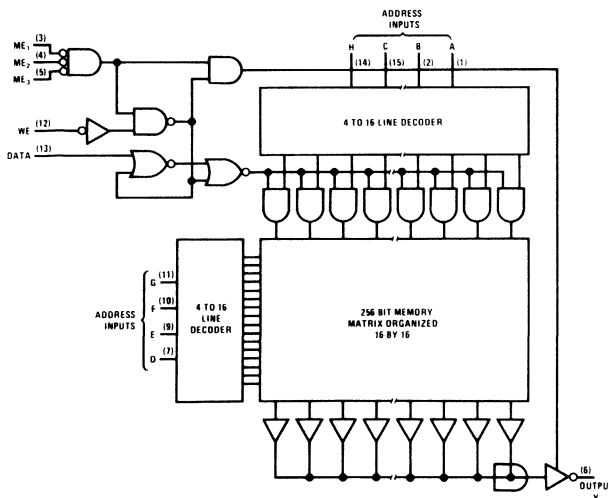 ADDRESS
INPUTS
H C B A
(14) (15) (2) (1)
ME1 (3)
ME2 (4)
ME3 (5)
WE (12)
DATA (13)
4 TO 16 LINE DECODER
ADDRESS
INPUTS
G (11)
F (10)
E (9)
D (7)
4 TO 16
LINE
DECODER
256 BIT MEMORY
MATRIX ORGANIZED
16 BY 16
(6)
OUTPU